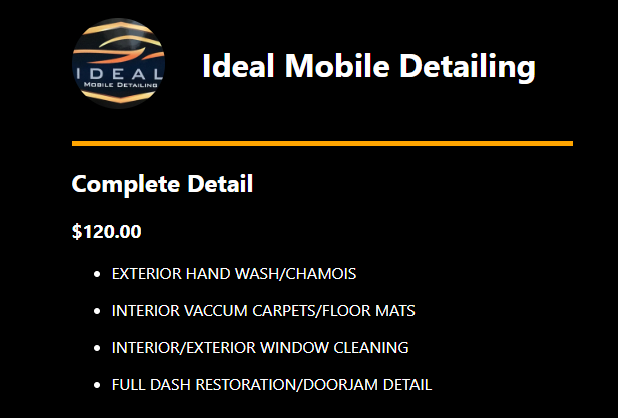 IDEAL
MOBILE DETAILING
Ideal Mobile Detailing
Complete Detail
$120.00
• EXTERIOR HAND WASH/CHAMOIS
• INTERIOR VACCUM CARPETS/FLOOR MATS
• INTERIOR/EXTERIOR WINDOW CLEANING
• FULL DASH RESTORATION/DOORJAM DETAIL